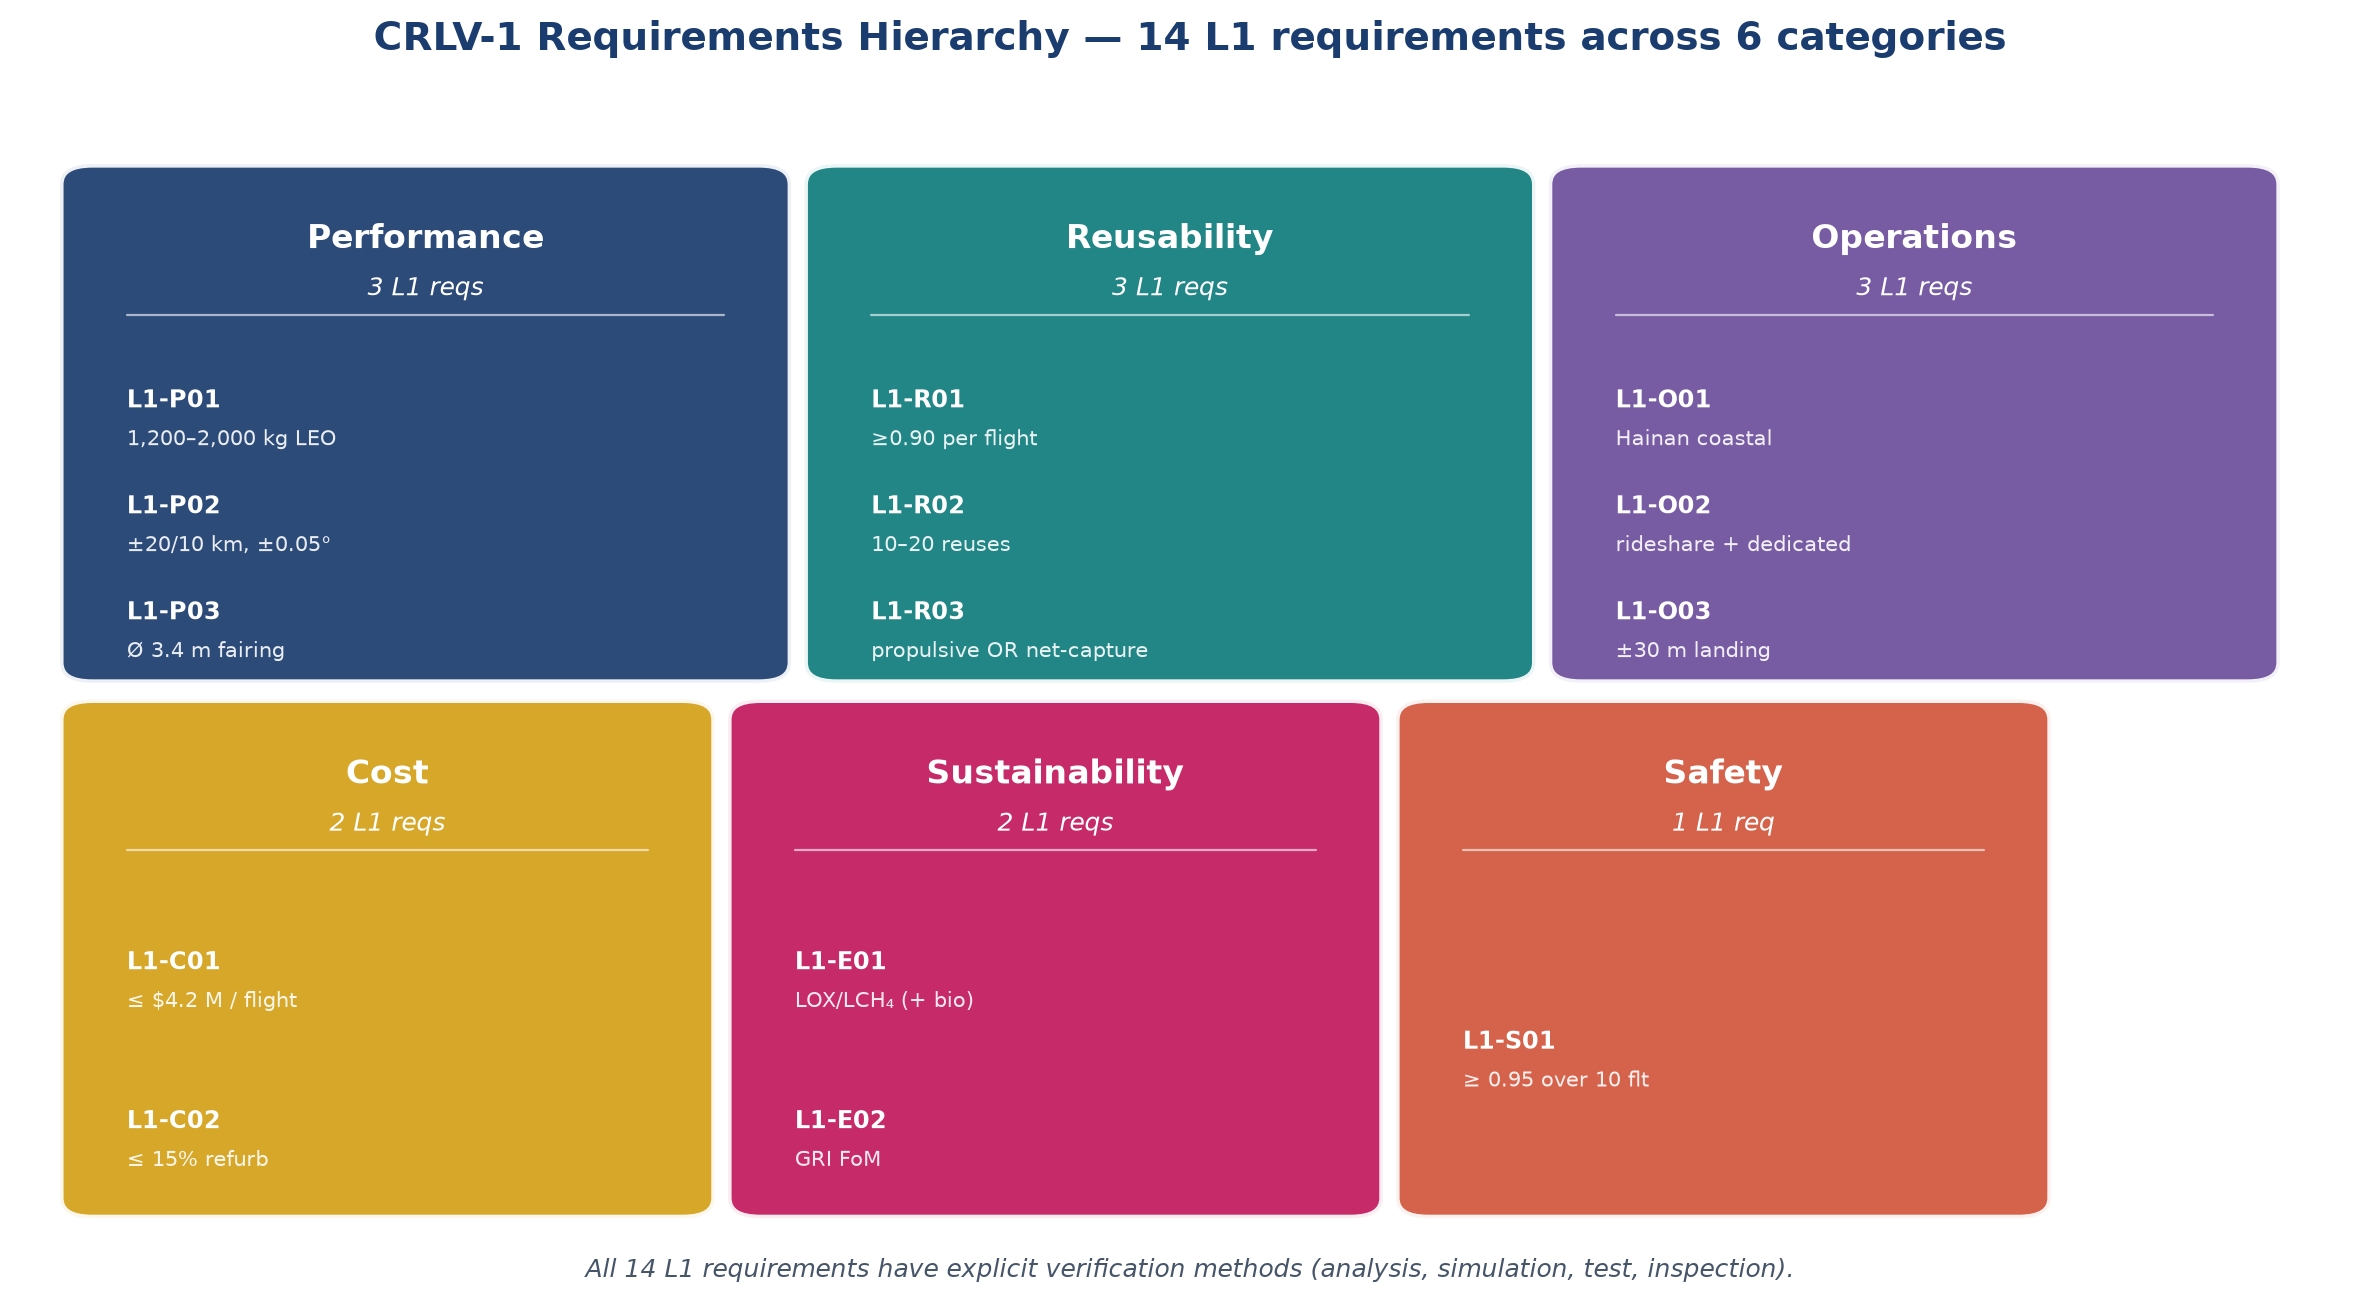 CRLV-1 Requirements Hierarchy — 14 L1 requirements across 6 categories
Performance
3 L1 reqs
L1-P01
1,200–2,000 kg LEO
L1-P02
±20/10 km, ±0.05°
L1-P03
Ø 3.4 m fairing
Reusability
3 L1 reqs
L1-R01
≥0.90 per flight
L1-R02
10–20 reuses
L1-R03
propulsive OR net-capture
Operations
3 L1 reqs
L1-O01
Hainan coastal
L1-O02
rideshare + dedicated
L1-O03
±30 m landing
Cost
2 L1 reqs
L1-C01
≤ $4.2 M / flight
L1-C02
≤ 15% refurb
Sustainability
2 L1 reqs
L1-E01
LOX/LCH₄ (+ bio)
L1-E02
GRI FoM
Safety
1 L1 req
L1-S01
≥ 0.95 over 10 flt
All 14 L1 requirements have explicit verification methods (analysis, simulation, test, inspection).